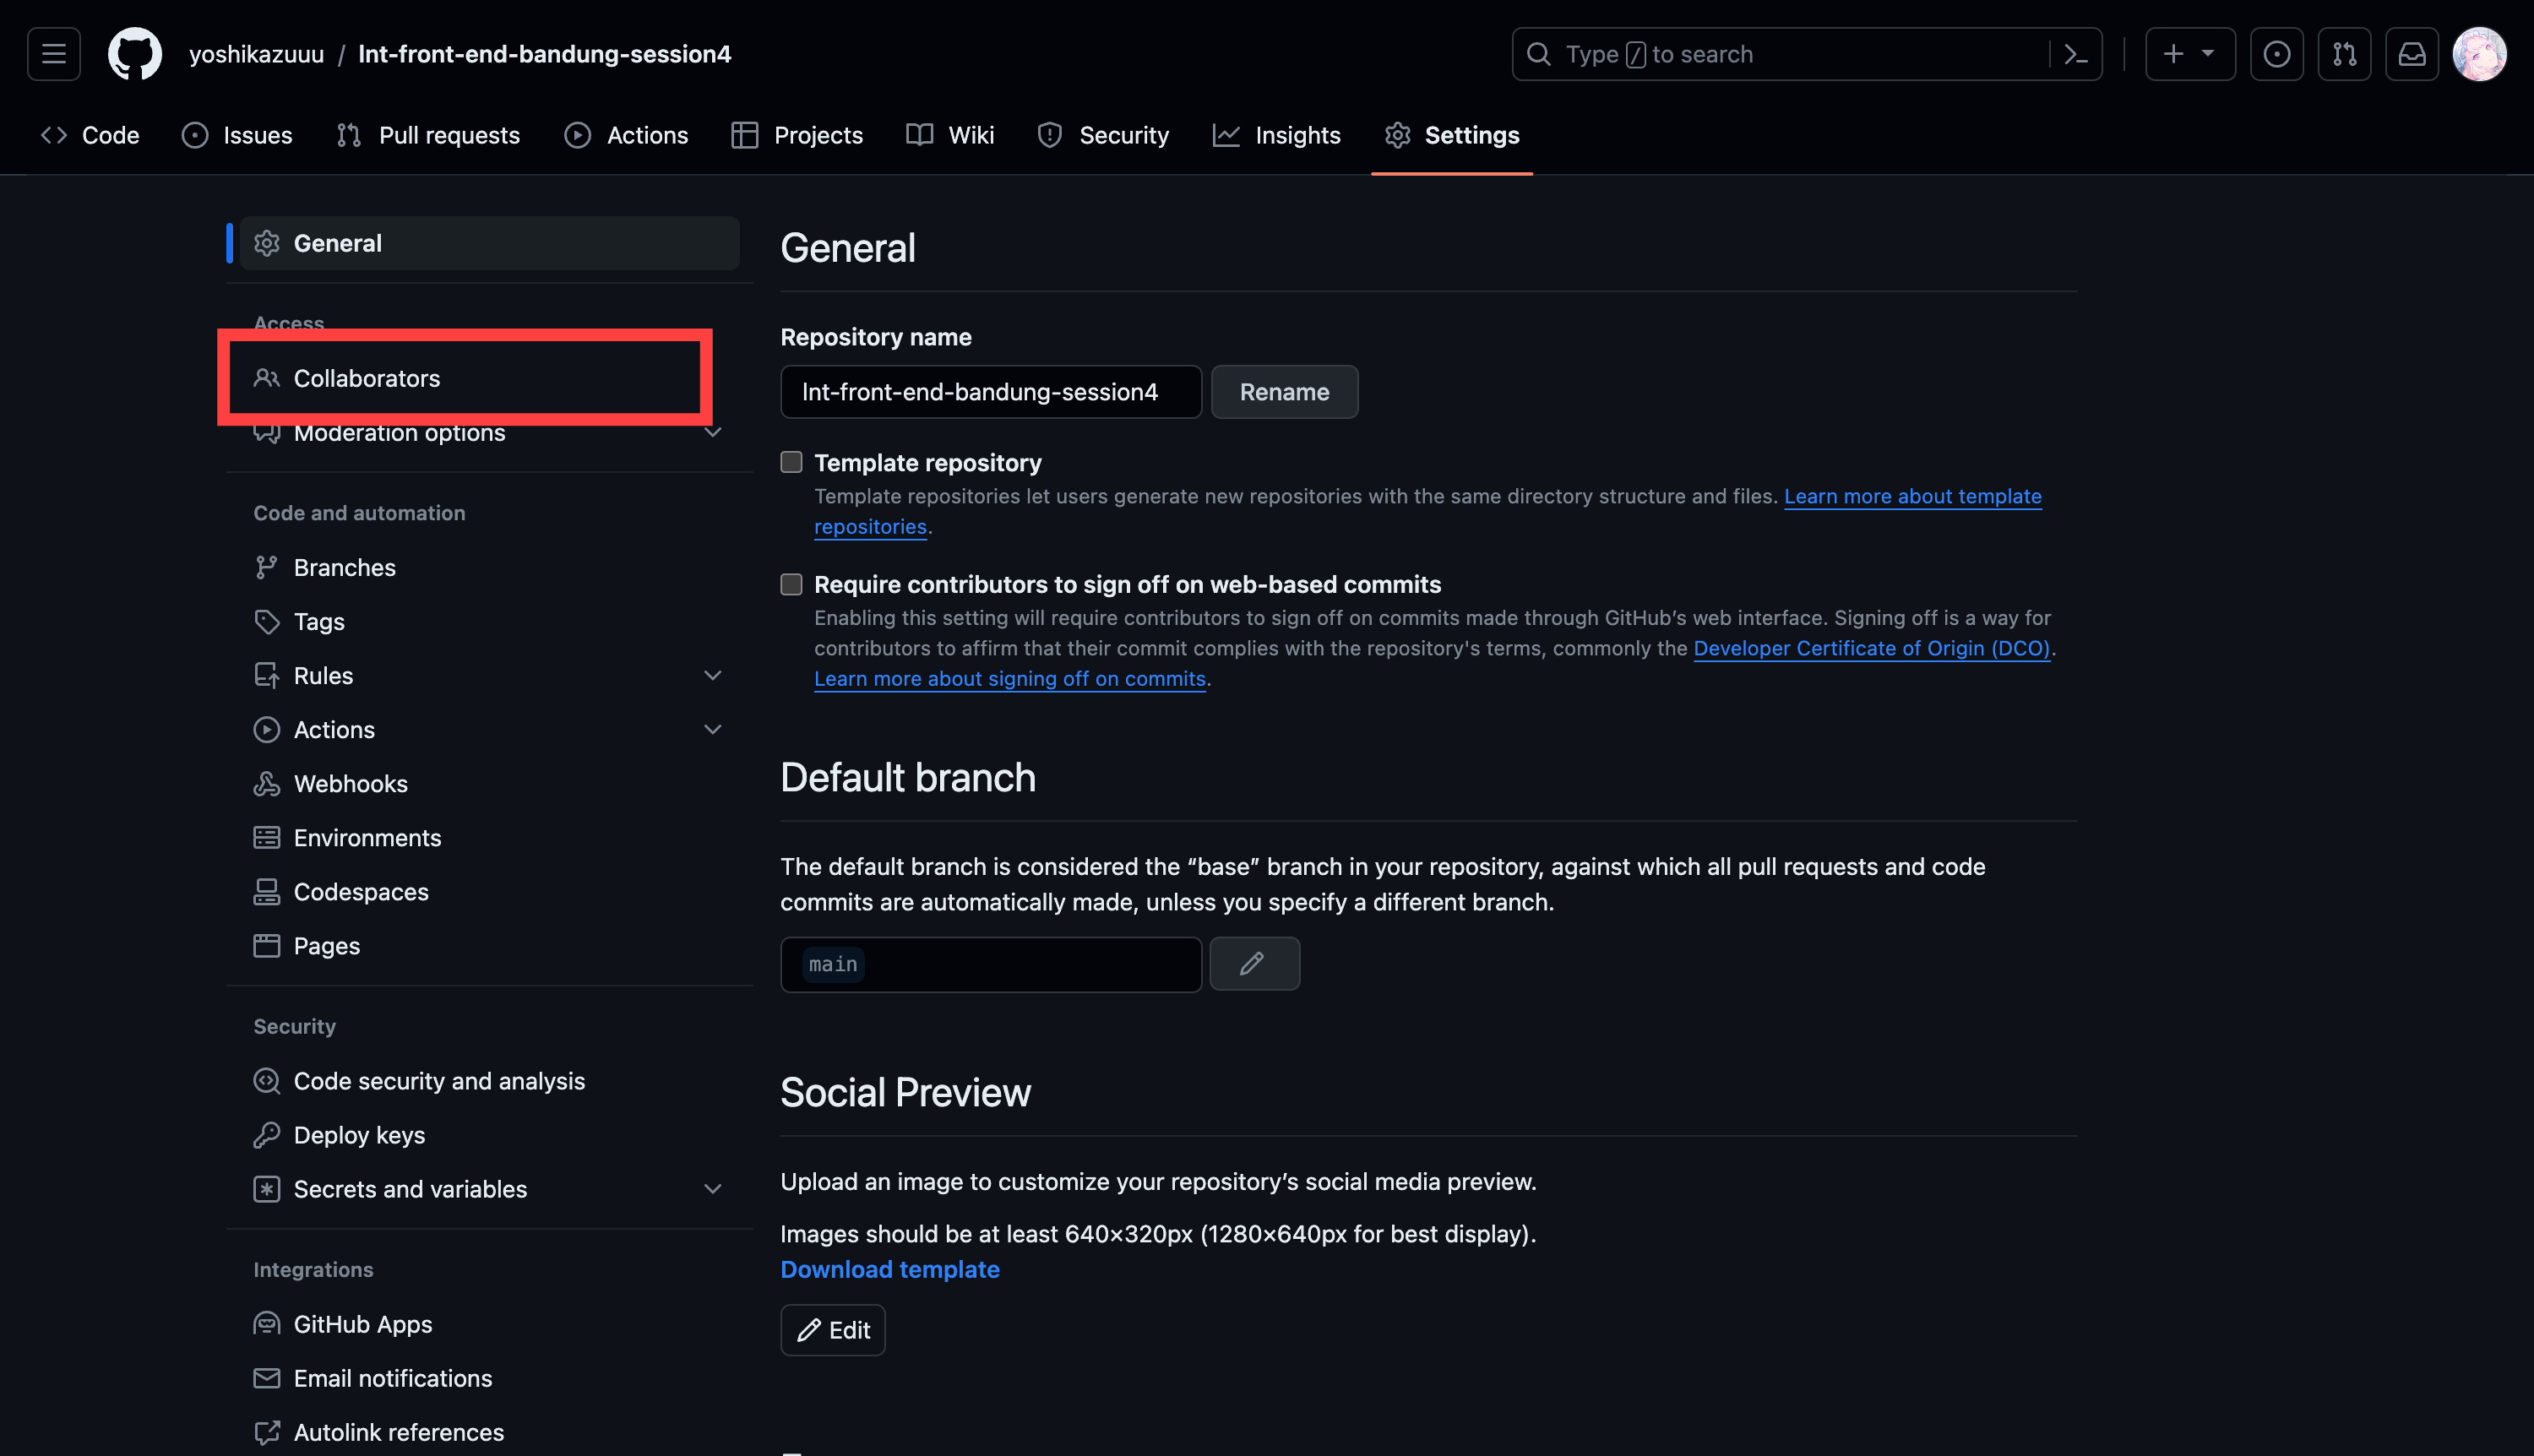 yoshikazuuu / lnt-front-end-bandung-session4
Type / to search
Code Issues Pull requests Actions Projects Wiki Security Insights Settings
General
Access
Collaborators
Moderation options
Code and automation
Branches
Tags
Rules
Actions
Webhooks
Environments
Codespaces
Pages
Security
Code security and analysis
Deploy keys
Secrets and variables
Integrations
GitHub Apps
Email notifications
Autolink references
General
Repository name
lnt-front-end-bandung-session4 Rename
Template repository
Template repositories let users generate new repositories with the same directory structure and files. Learn more about template
repositories.
Require contributors to sign off on web-based commits
Enabling this setting will require contributors to sign off on commits made through GitHub’s web interface. Signing off is a way for
contributors to affirm that their commit complies with the repository's terms, commonly the Developer Certificate of Origin (DCO).
Learn more about signing off on commits.
Default branch
The default branch is considered the “base” branch in your repository, against which all pull requests and code
commits are automatically made, unless you specify a different branch.
main
Social Preview
Upload an image to customize your repository’s social media preview.
Images should be at least 640×320px (1280×640px for best display).
Download template
Edit